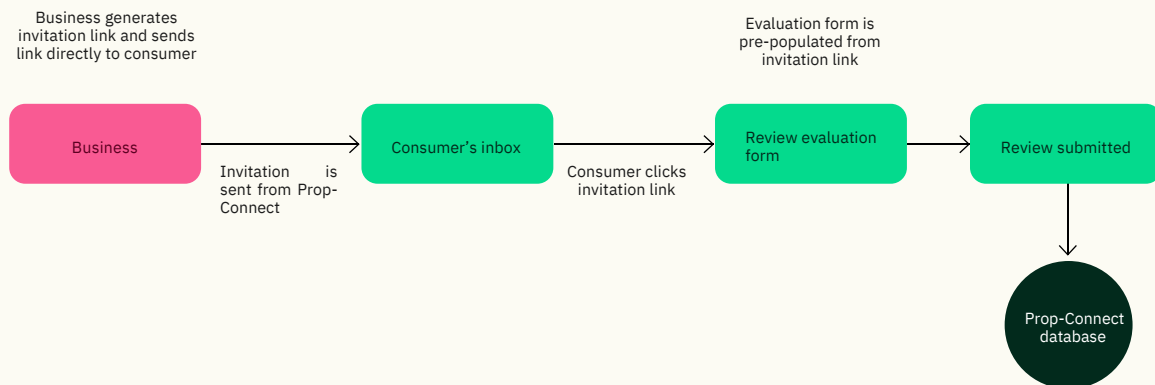 Business generates
invitation link and sends
link directly to consumer
Evaluation form is
pre-populated from
invitation link
Business
Consumer’s inbox
Review evaluation
form
Review submitted
Invitation is
sent from Prop-
Connect
Consumer clicks
invitation link
Prop-Connect
database